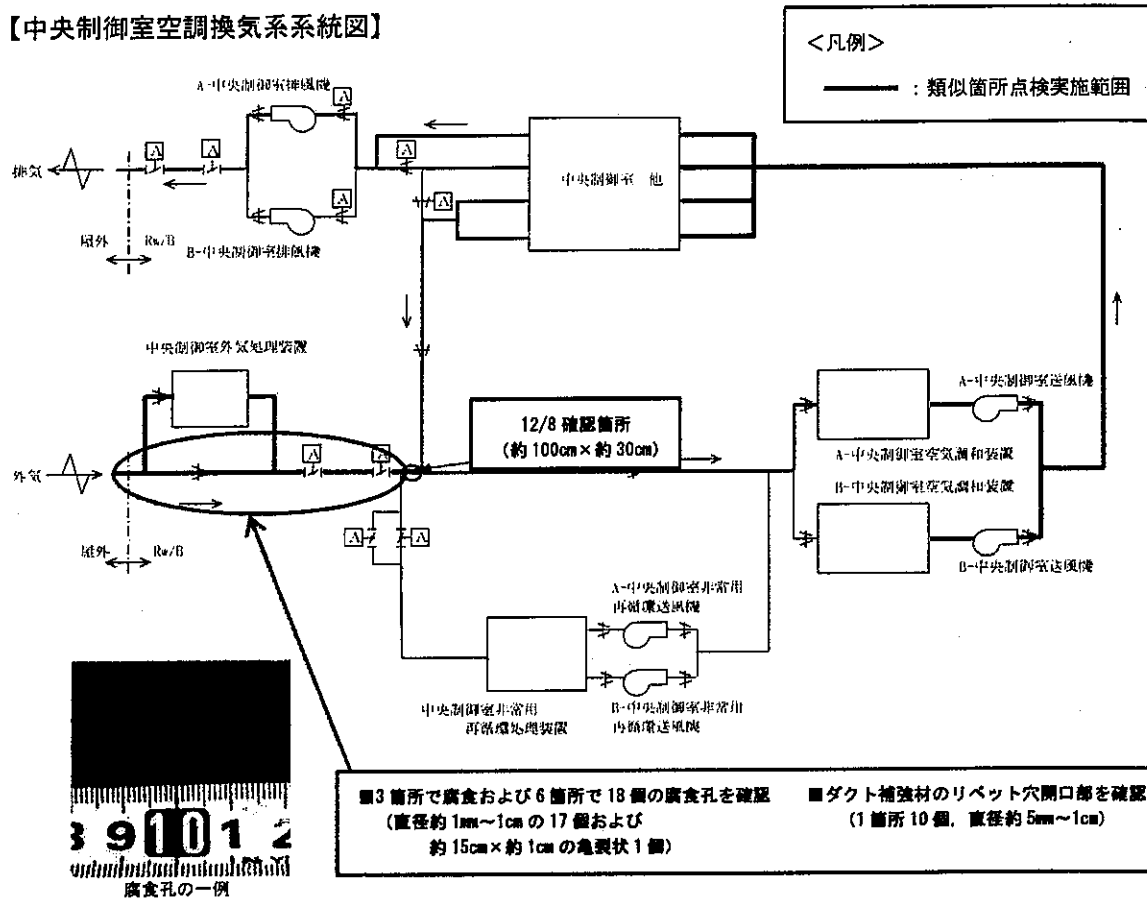 【中央制御室空調換気系系統図】
<凡例>
：類似箇所点検実施範囲
A-中央制御室排風機
A
A
A
A
排気
中央制御室 他
A
A
屋外 Rw/B
B-中央制御室排風機
中央制御室外気処理装置
12/8 確認箇所
(約100cm×約30cm)
A-中央制御室送風機
A
A
A-中央制御室空気調和装置
外気
B-中央制御室空気調和装置
屋外 Rw/B
A
A
B-中央制御室送風機
A-中央制御室非常用
再循環送風機
中央制御室非常用
再循環処理装置
B-中央制御室非常用
再循環送風機
■3箇所で腐食および6箇所で18個の腐食孔を確認
(直径約1mm～1cmの17個および
約15cm×約1cmの亀裂状1個)
■ダクト補強材のリベット穴開口部を確認
(1箇所10個，直径約5mm～1cm)
3 9 10 1 2
腐食孔の一例